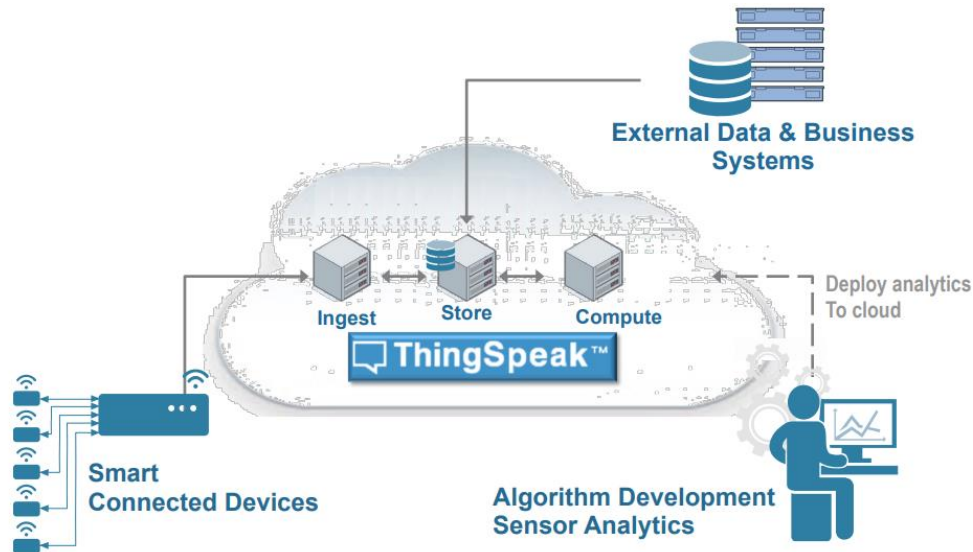 External Data & Business
Systems
Ingest
Store
Compute
ThingSpeak™
Deploy analytics
To cloud
Smart
Connected Devices
Algorithm Development
Sensor Analytics